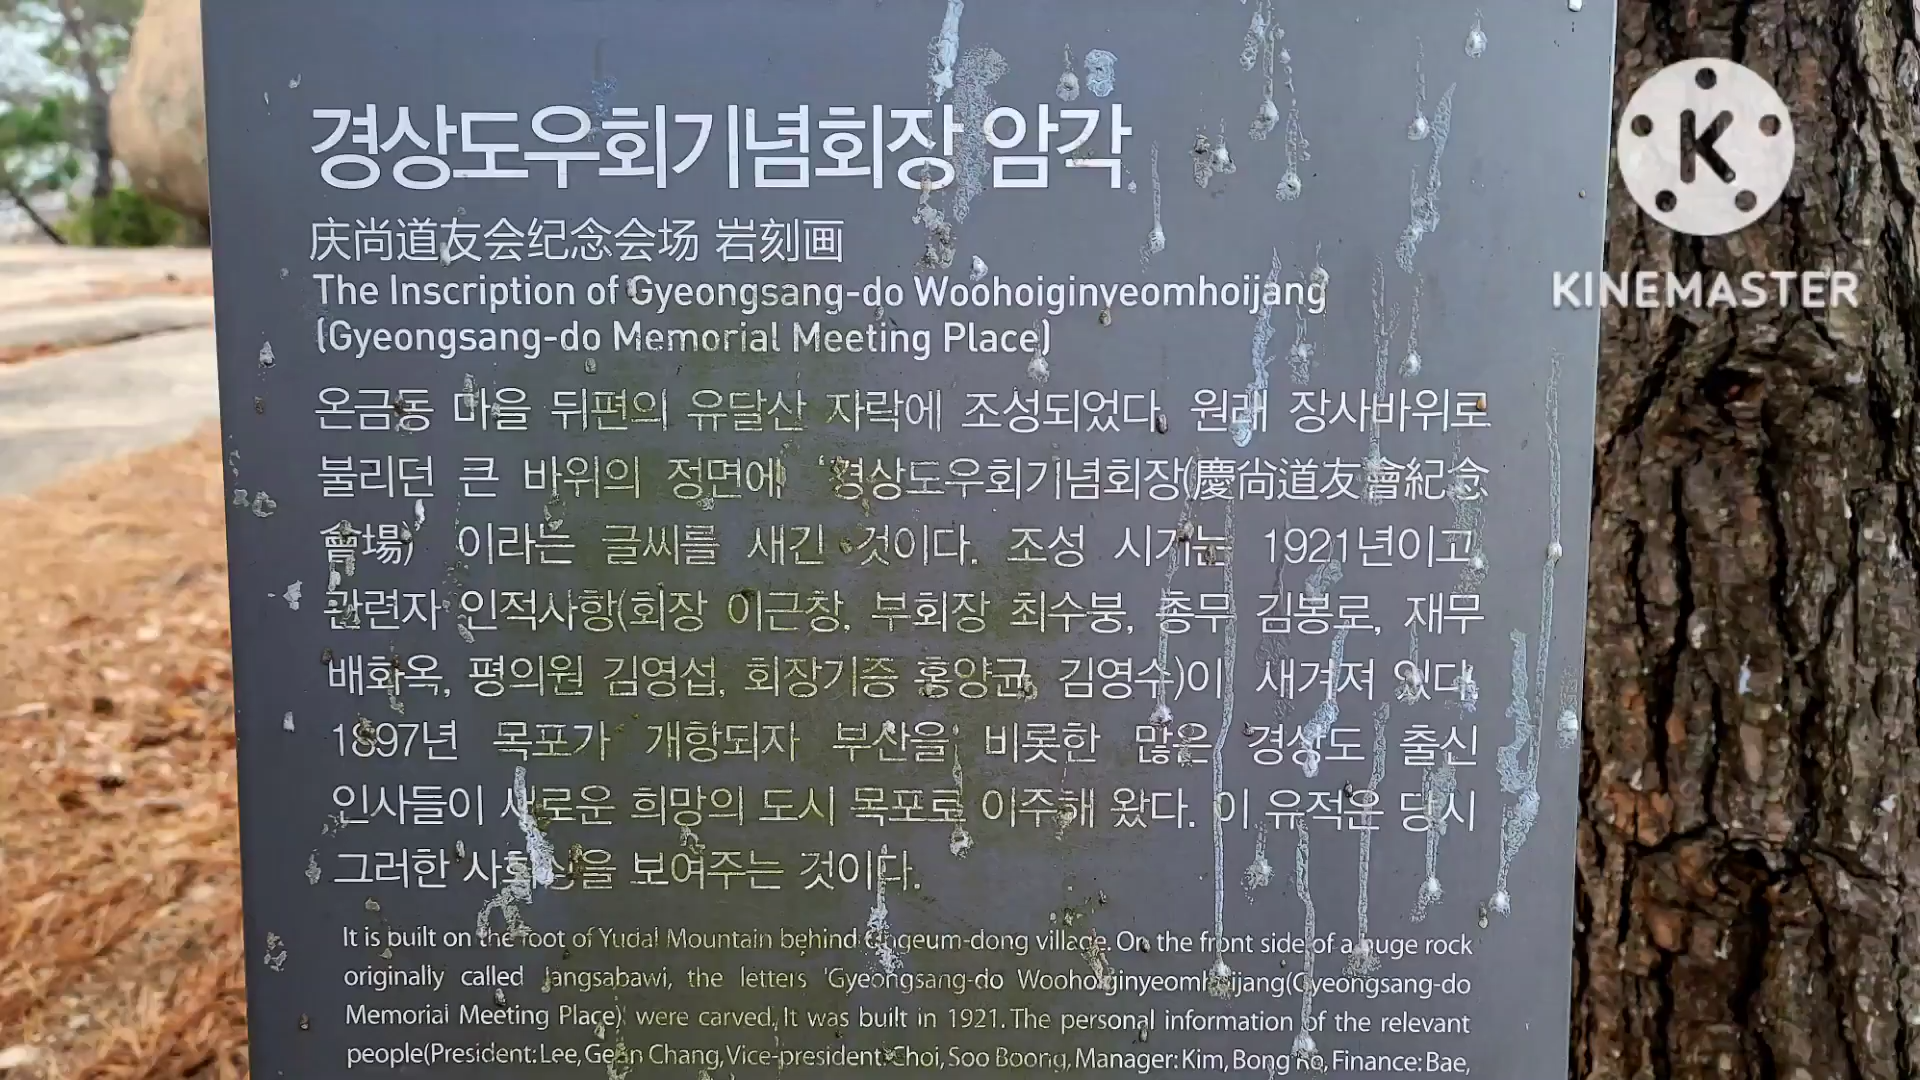 경상도우회기념회장 암각
庆尚道友会纪念会场 岩刻画
The Inscription of Gyeongsang-do Woohoiginyeomhoijang
(Gyeongsang-do Memorial Meeting Place)
온금동 마을 뒤편의 유달산 자락에 조성되었다. 원래 장사바위로
불리던 큰 바위의 정면에 '경상도우회기념회장(慶尙道友會紀念
會場)' 이라는 글씨를 새긴 것이다. 조성 시기는 1921년이고,
관련자 인적사항(회장 이근창, 부회장 최수붕, 총무 김봉로, 재무
배화옥, 평의원 김영섭, 회장기증 홍양균, 김영수)이 새겨져 있다.
1897년 목포가 개항되자 부산을 비롯한 많은 경상도 출신
인사들이 새로운 희망의 도시 목포로 이주해 왔다. 이 유적은 당시
그러한 사회상을 보여주는 것이다.
It is built on the foot of Yudal Mountain behind Ongeum-dong village. On the front side of a huge rock
originally called Jangsabawi, the letters 'Gyeongsang-do Woohoiginyeomhoijang(Gyeongsang-do
Memorial Meeting Place)' were carved. It was built in 1921. The personal information of the relevant
people(President: Lee, Geun Chang, Vice-president: Choi, Soo Boong, Manager: Kim, Bong Ro, Finance: Bae,
K
KINEMASTER